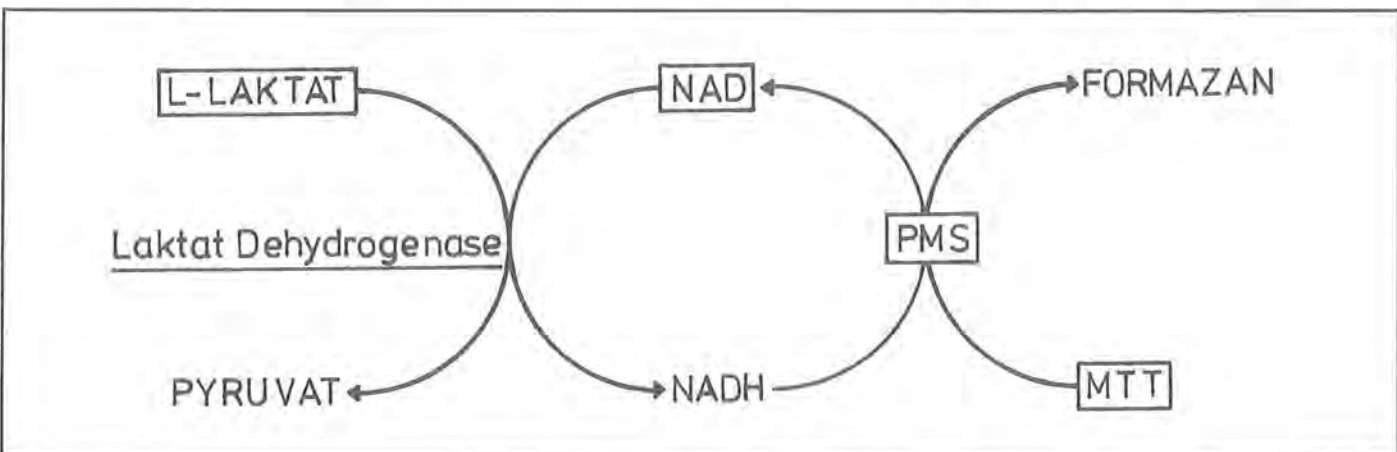 L-LAKTAT NAD FORMAZAN
Laktat Dehydrogenase PMS
PYRUVAT NADH MTT